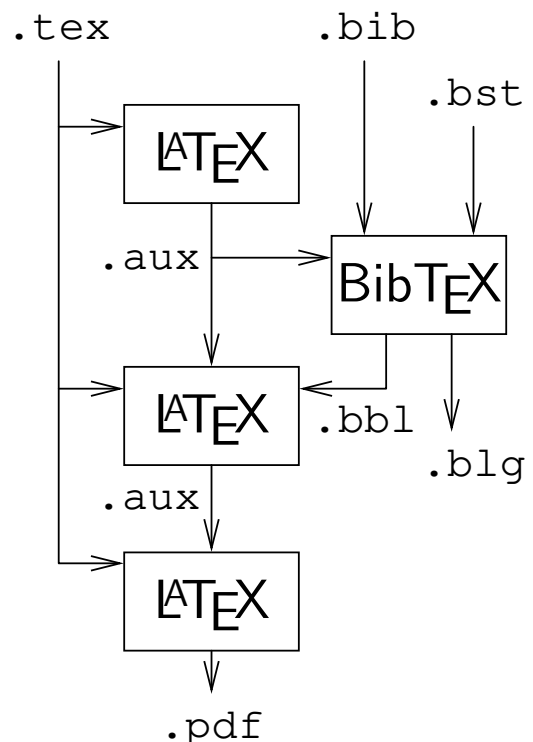 .tex
.bib
.bst
LATEX
.aux
BibTEX
LATEX
.bbl
.blg
.aux
LATEX
.pdf